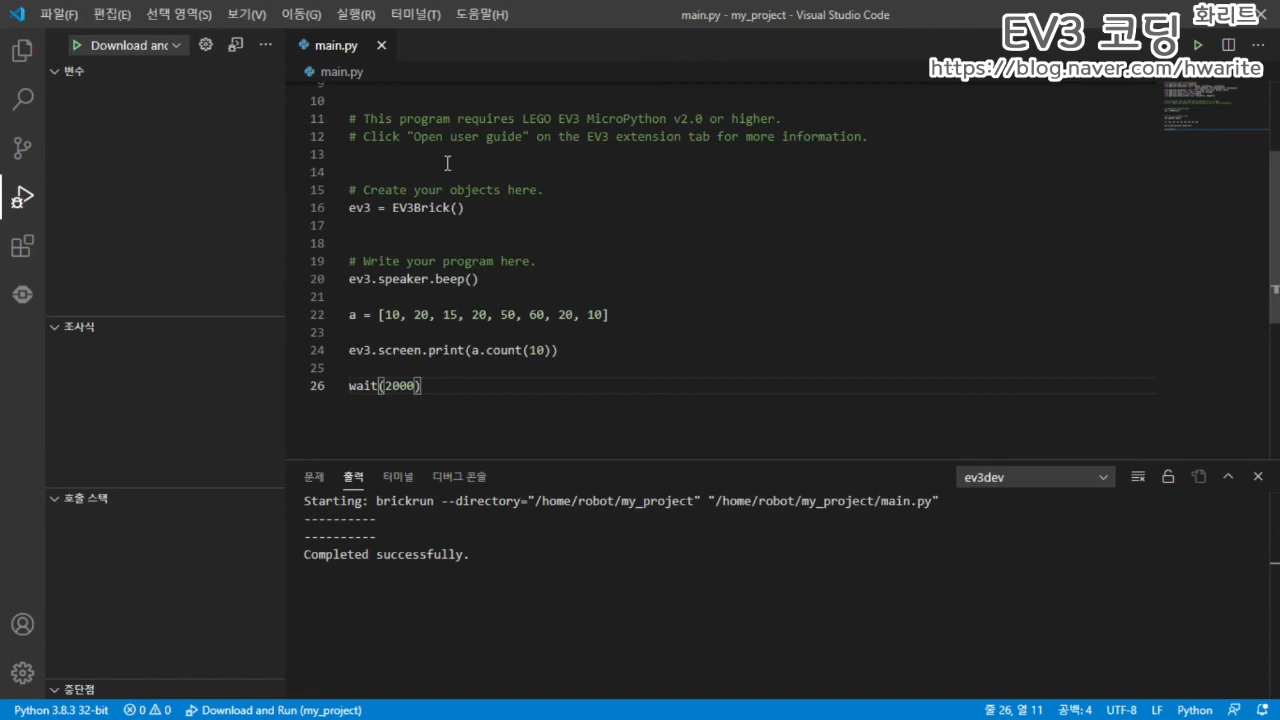 파일(F) 편집(E) 선택 영역(S) 보기(V) 이동(G) 실행(R) 터미널(T) 도움말(H)
main.py - my_project - Visual Studio Code
화리트
EV3 코딩
https://blog.naver.com/hwarite
Download and
main.py
변수
main.py
9
10
11 # This program requires LEGO EV3 MicroPython v2.0 or higher.
12 # Click "Open user guide" on the EV3 extension tab for more information.
13
14
15 # Create your objects here.
16 ev3 = EV3Brick()
17
18
19 # Write your program here.
20 ev3.speaker.beep()
21
22 a = [10, 20, 15, 20, 50, 60, 20, 10]
23
24 ev3.screen.print(a.count(10))
25
26 wait(2000)
조사식
호출 스택
중단점
문제 출력 터미널 디버그 콘솔
ev3dev
Starting: brickrun --directory="/home/robot/my_project" "/home/robot/my_project/main.py"
----------
----------
Completed successfully.
Python 3.8.3 32-bit 0 0 Download and Run (my_project)
줄 26, 열 11 공백: 4 UTF-8 LF Python